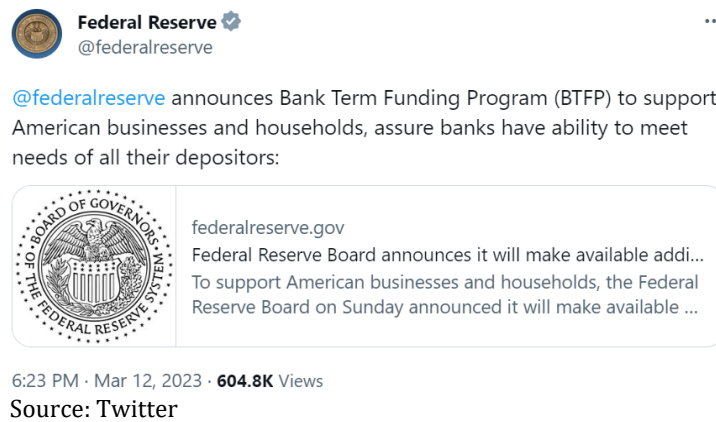 Federal Reserve
@federalreserve
@federalreserve announces Bank Term Funding Program (BTFP) to support
American businesses and households, assure banks have ability to meet
needs of all their depositors:
BOARD OF GOVERNORS
OF THE FEDERAL RESERVE SYSTEM
federalreserve.gov
Federal Reserve Board announces it will make available addi...
To support American businesses and households, the Federal
Reserve Board on Sunday announced it will make available ...
6:23 PM · Mar 12, 2023 · 604.8K Views
Source: Twitter